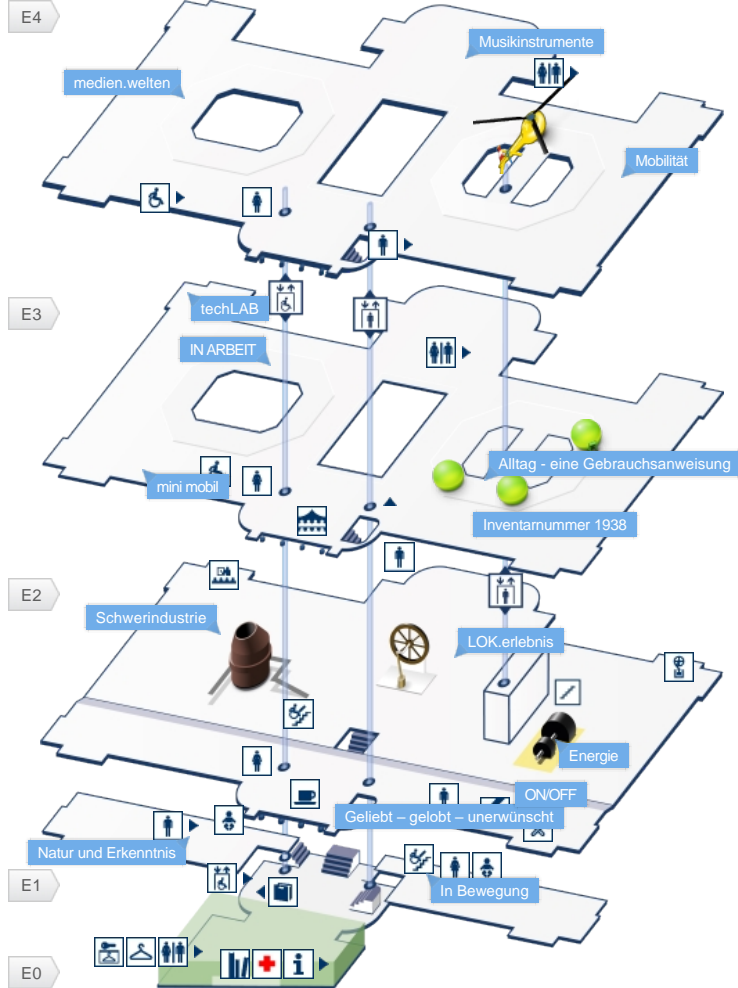 E4
Musikinstrumente
medien.welten
Mobilität
E3
techLAB
IN ARBEIT
Alltag - eine Gebrauchsanweisung
mini mobil
Inventarnummer 1938
E2
Schwerindustrie
LOK.erlebnis
Energie
ON/OFF
Geliebt – gelobt – unerwünscht
Natur und Erkenntnis
E1
In Bewegung
E0